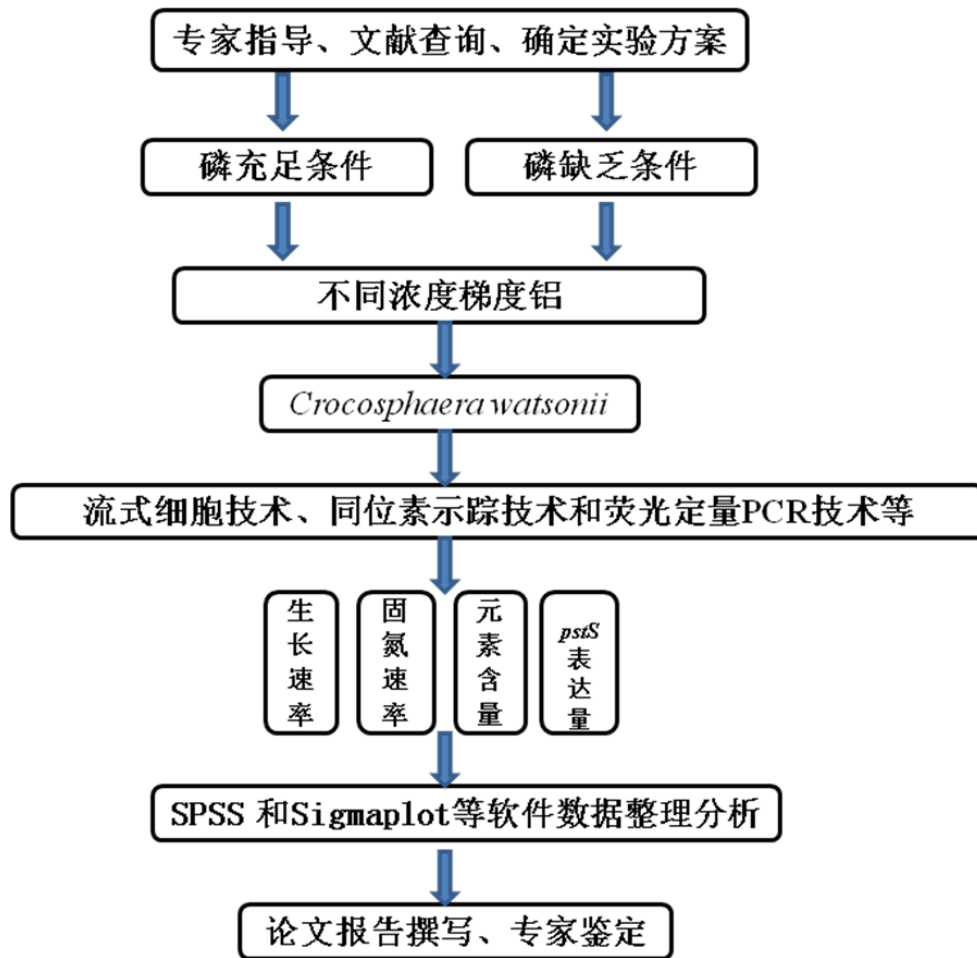 专家指导、文献查询、确定实验方案
磷充足条件
磷缺乏条件
不同浓度梯度铝
Crocosphaera watsonii
流式细胞技术、同位素示踪技术和荧光定量PCR技术等
生长速率
固氮速率
元素含量
pstS表达量
SPSS 和Sigmaplot等软件数据整理分析
论文报告撰写、专家鉴定